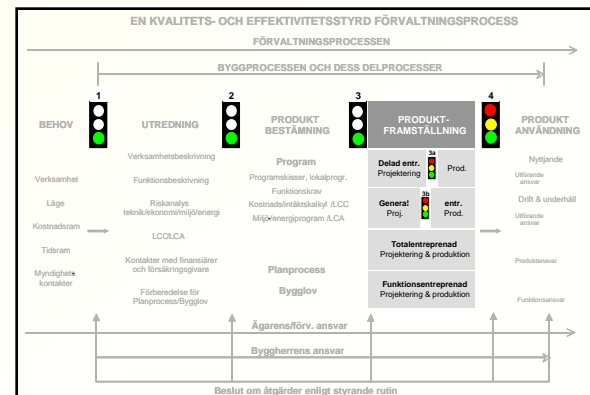 EN KVALITETS- OCH EFFEKTIVITETSSTYRD FÖRVALTNINGSPROCESS
FÖRVALTNINGSPROCESSEN
BYGGPROCESSEN OCH DESS DELPROCESSER
1
2
3
4
BEHOV
UTREDNING
PRODUKT
BESTÄMNING
PRODUKT-
FRAMSTÄLLNING
PRODUKT
ANVÄNDNING
Verksamhet
Läge
Kostnadsram
Tidsram
Myndighets
kontakter
Verksamhetsbeskrivning
Funktionsbeskrivning
Riskanalys
teknik/ekonomi/miljö/energi
LCOLCA
Kontakter med finansiärer
och försäkringsgivare
Förberedelse för
Planprocess/Bygglov
Program
Programskisser, lokalprogr.
Funktionskrav
Kostnads/intäktskalkyl /LCC
Miljö-energiprogram /LCA
Planprocess
Bygglov
Delad entr. 3a
Projektering Prod.
3b
General entr.
Proj. Prod.
Totalentreprenad
Projektering & produktion
Funktionsentreprenad
Projektering & produktion
Nyttjande
Utförande
ansvar
Drift & underhåll
Utförande
ansvar
Produktansvar
Funktionsansvar
Ägarens/förv. ansvar
Byggherrens ansvar
Beslut om åtgärder enligt styrande rutin